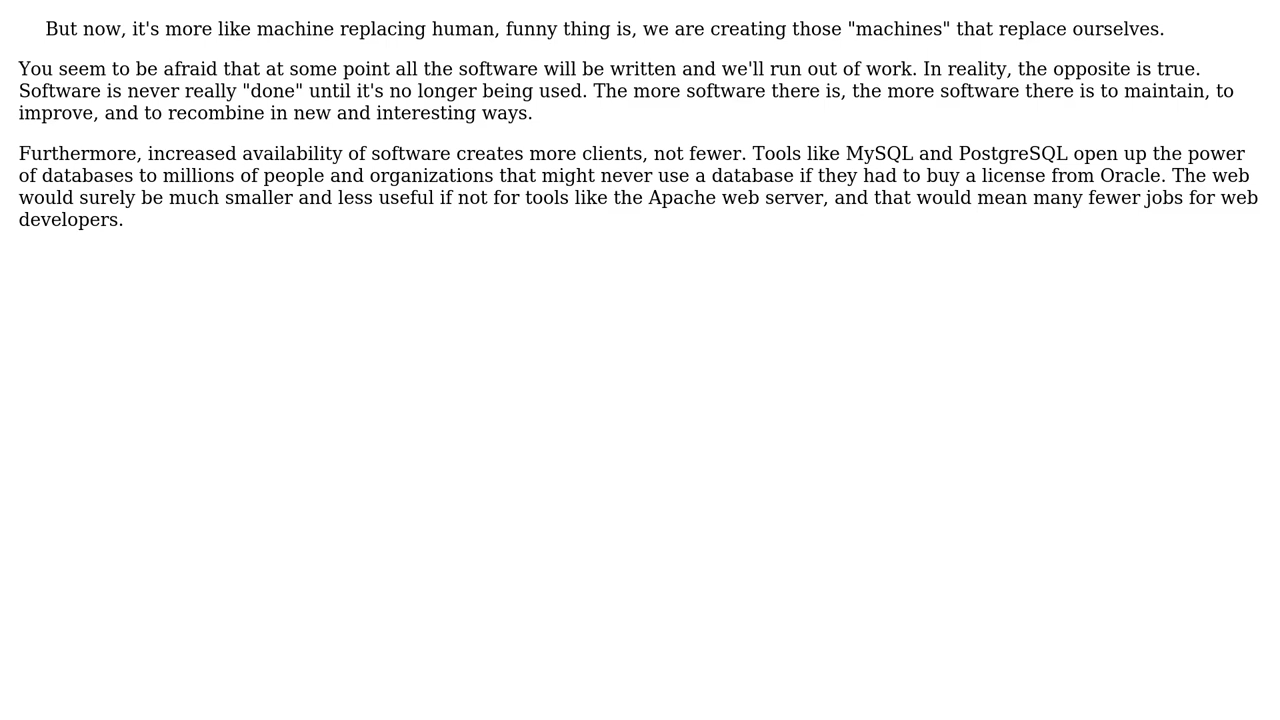 But now, it's more like machine replacing human, funny thing is, we are creating those "machines" that replace ourselves.
You seem to be afraid that at some point all the software will be written and we'll run out of work. In reality, the opposite is true.
Software is never really "done" until it's no longer being used. The more software there is, the more software there is to maintain, to
improve, and to recombine in new and interesting ways.
Furthermore, increased availability of software creates more clients, not fewer. Tools like MySQL and PostgreSQL open up the power
of databases to millions of people and organizations that might never use a database if they had to buy a license from Oracle. The web
would surely be much smaller and less useful if not for tools like the Apache web server, and that would mean many fewer jobs for web
developers.